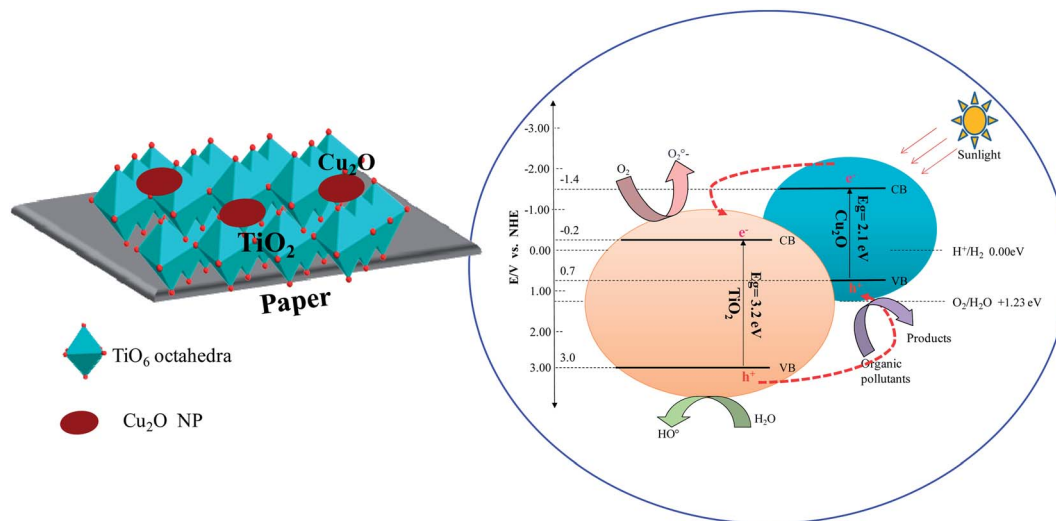 Cu₂O
TiO₂
Paper
TiO₆ octahedra
Cu₂O NP
E/V vs. NHE
-3.00
-2.00
-1.4
-1.00
-0.2
0.00
0.7
1.00
2.00
3.0
3.00
O₂
O₂°-
e⁻
CB
Eg= 3.2 eV
TiO₂
h⁺
VB
HO°
H₂O
e⁻
CB
Eg= 2.1 eV
Cu₂O
h⁺
VB
Sunlight
H⁺/H₂ 0.00eV
O₂/H₂O +1.23 eV
Products
Organic
pollutants